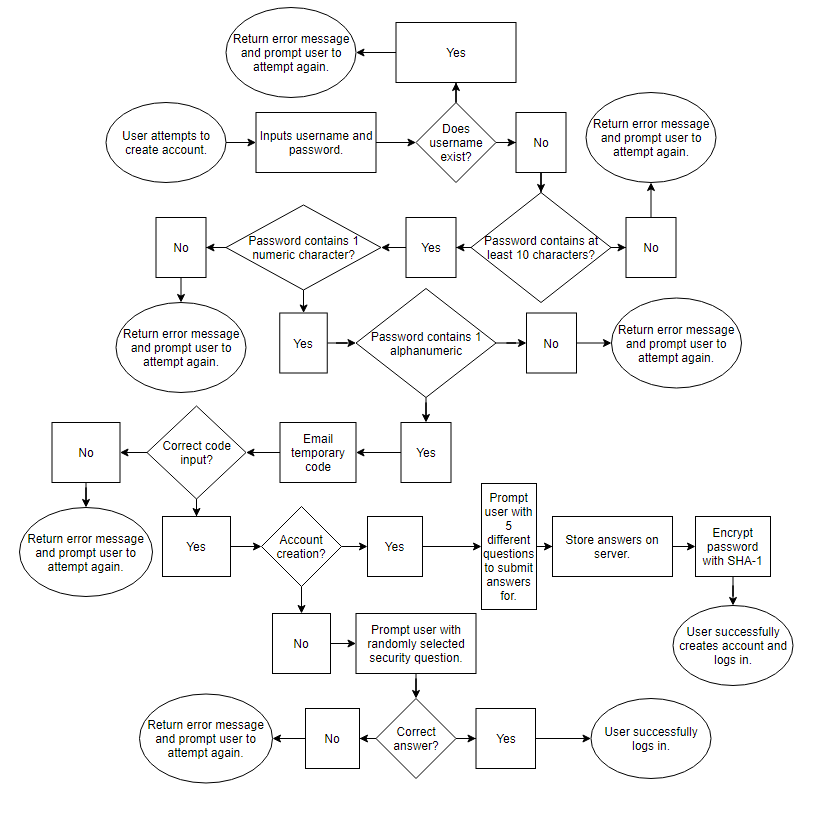 Return error message
and prompt user to
attempt again.
Yes
User attempts to
create account.
Inputs username and
password.
Does
username
exist?
No
Return error message
and prompt user to
attempt again.
No
Password contains 1
numeric character?
Yes
Password contains at
least 10 characters?
No
Return error message
and prompt user to
attempt again.
Yes
Password contains 1
alphanumeric
No
Return error message
and prompt user to
attempt again.
No
Correct code
input?
Email
temporary
code
Yes
Return error message
and prompt user to
attempt again.
Yes
Account
creation?
Yes
Prompt
user with
5
different
questions
to submit
answers
for.
Store answers on
server.
Encrypt
password
with SHA-1
No
Prompt user with
randomly selected
security question.
User successfully
creates account and
logs in.
Return error message
and prompt user to
attempt again.
No
Correct
answer?
Yes
User successfully
logs in.